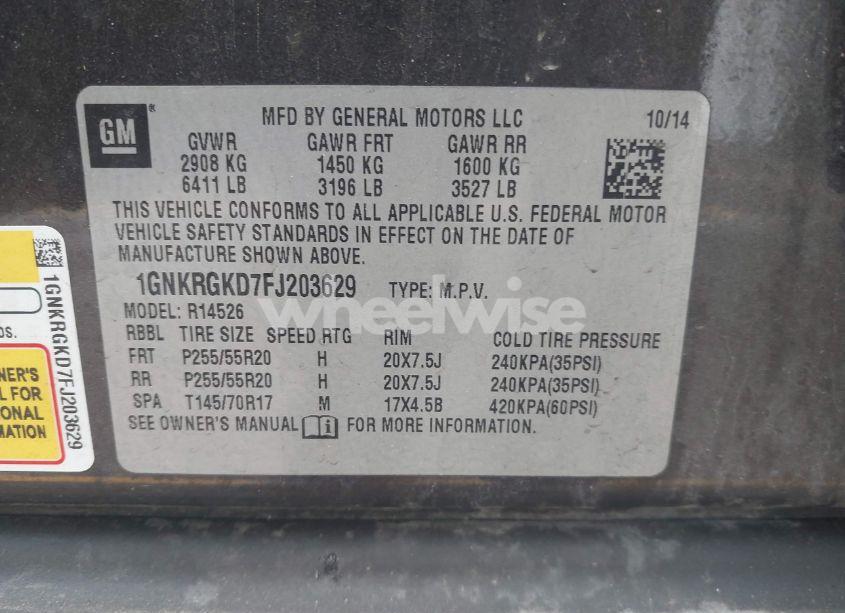 GM
MFD BY GENERAL MOTORS LLC 10/14
GVWR GAWR FRT GAWR RR
2908 KG 1450 KG 1600 KG
6411 LB 3196 LB 3527 LB
THIS VEHICLE CONFORMS TO ALL APPLICABLE U.S. FEDERAL MOTOR
VEHICLE SAFETY STANDARDS IN EFFECT ON THE DATE OF
MANUFACTURE SHOWN ABOVE.
1GNKRGKD7FJ203629 TYPE: M.P.V.
MODEL: R14526
RBBL TIRE SIZE SPEED RTG RIM COLD TIRE PRESSURE
FRT P255/55R20 H 20X7.5J 240KPA(35PSI)
RR P255/55R20 H 20X7.5J 240KPA(35PSI)
SPA T145/70R17 M 17X4.5B 420KPA(60PSI)
SEE OWNER'S MANUAL FOR MORE INFORMATION.
wheelwise
1GNKRGKD7FJ203629
NER'S
L FOR
ONAL
MATION